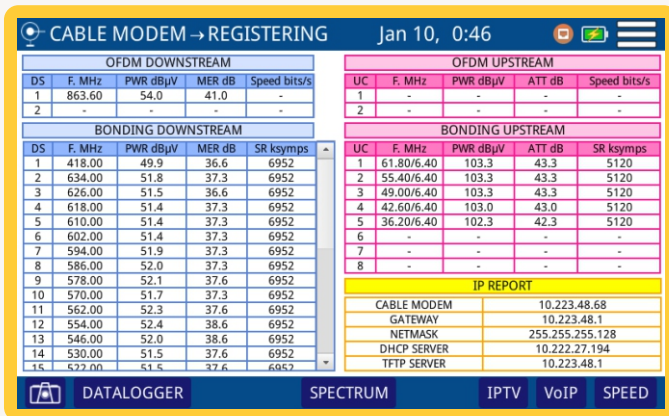 CABLE MODEM→REGISTERING Jan 10, 0:46
OFDM DOWNSTREAM
DS F. MHz PWR dBµV MER dB Speed bits/s
1 863.60 54.0 41.0 -
2 - - - -
BONDING DOWNSTREAM
DS F. MHz PWR dBµV MER dB SR ksymps
1 418.00 49.9 36.6 6952
2 634.00 51.8 37.3 6952
3 626.00 51.5 36.6 6952
4 618.00 51.4 37.3 6952
5 610.00 51.4 37.3 6952
6 602.00 51.4 37.3 6952
7 594.00 51.9 37.3 6952
8 586.00 52.0 37.3 6952
9 578.00 52.1 37.6 6952
10 570.00 51.7 37.3 6952
11 562.00 52.3 37.6 6952
12 554.00 52.4 38.6 6952
13 546.00 52.0 38.6 6952
14 530.00 51.5 37.6 6952
15 522.00 51.5 37.6 6952
OFDM UPSTREAM
UC F. MHz PWR dBµV ATT dB Speed bits/s
1 - - - -
2 - - - -
BONDING UPSTREAM
UC F. MHz PWR dBµV ATT dB SR ksymps
1 61.80/6.40 103.3 43.3 5120
2 55.40/6.40 103.3 43.3 5120
3 49.00/6.40 103.3 43.3 5120
4 42.60/6.40 103.0 43.0 5120
5 36.20/6.40 102.3 42.3 5120
6 - - - -
7 - - - -
8 - - - -
IP REPORT
CABLE MODEM 10.223.48.68
GATEWAY 10.223.48.1
NETMASK 255.255.255.128
DHCP SERVER 10.222.27.194
TFTP SERVER 10.223.48.1
DATALOGGER SPECTRUM IPTV VoIP SPEED